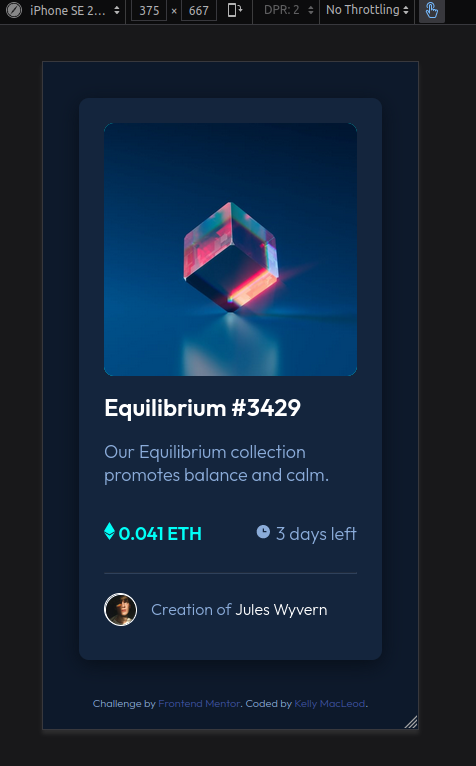 iPhone SE 2... 375 × 667 DPR: 2 No Throttling
Equilibrium #3429
Our Equilibrium collection
promotes balance and calm.
0.041 ETH 3 days left
Creation of Jules Wyvern
Challenge by Frontend Mentor. Coded by Kelly MacLeod.